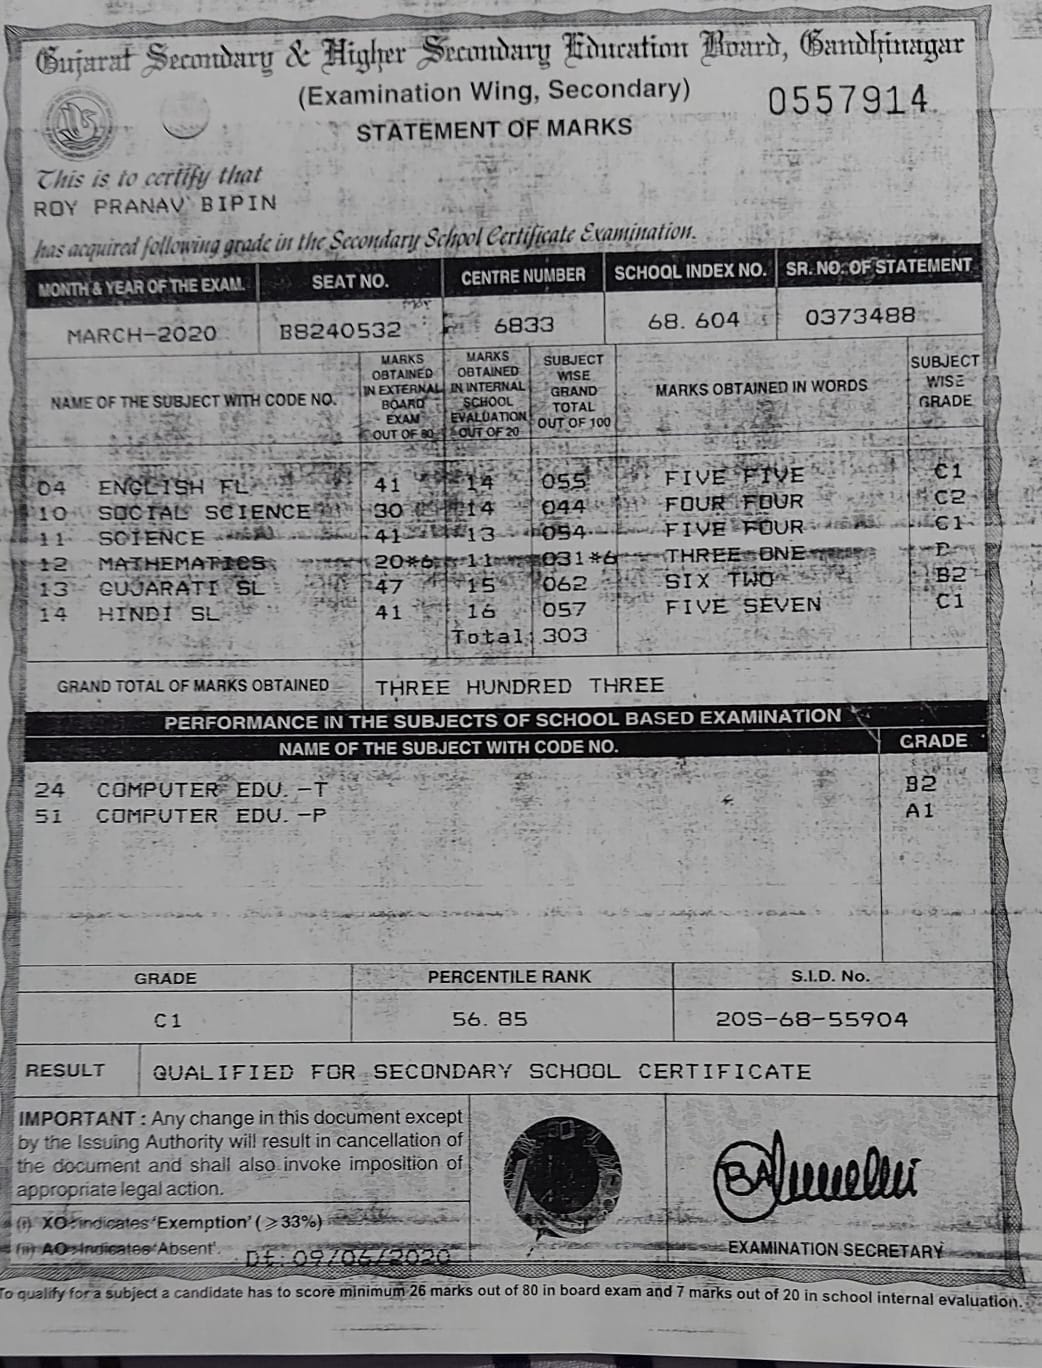 Gujarat Secondary & Higher Secondary Education Board, Gandhinagar
(Examination Wing, Secondary)
0557914
STATEMENT OF MARKS
This is to certify that
ROY PRANAV BIPIN
has acquired following grade in the Secondary School Certificate Examination.
MONTH & YEAR OF THE EXAM. SEAT NO. CENTRE NUMBER SCHOOL INDEX NO. SR. NO. OF STATEMENT
MARCH-2020 B8240532 6833 68. 604 0373488
NAME OF THE SUBJECT WITH CODE NO. MARKS OBTAINED IN EXTERNAL BOARD EXAM OUT OF 80 MARKS OBTAINED IN INTERNAL SCHOOL EVALUATION OUT OF 20 SUBJECT WISE GRAND TOTAL OUT OF 100 MARKS OBTAINED IN WORDS SUBJECT WISE GRADE
04 ENGLISH FL 41 14 055 FIVE FIVE C1
10 SOCIAL SCIENCE 30 14 044 FOUR FOUR C2
11 SCIENCE 41 13 054 FIVE FOUR C1
12 MATHEMATICS 20*6 11 031*6 THREE ONE D
13 GUJARATI SL 47 15 062 SIX TWO B2
14 HINDI SL 41 16 057 FIVE SEVEN C1
Total: 303
GRAND TOTAL OF MARKS OBTAINED THREE HUNDRED THREE
PERFORMANCE IN THE SUBJECTS OF SCHOOL BASED EXAMINATION
NAME OF THE SUBJECT WITH CODE NO. GRADE
24 COMPUTER EDU. -T B2
51 COMPUTER EDU. -P A1
GRADE PERCENTILE RANK S.I.D. No.
C1 56. 85 20S-68-55904
RESULT QUALIFIED FOR SECONDARY SCHOOL CERTIFICATE
IMPORTANT : Any change in this document except
by the Issuing Authority will result in cancellation of
the document and shall also invoke imposition of
appropriate legal action.
(i) XO : indicates 'Exemption' (≥33%)
(ii) AO : Indicates 'Absent'.
Dt: 09/06/2020
EXAMINATION SECRETARY
To qualify for a subject a candidate has to score minimum 26 marks out of 80 in board exam and 7 marks out of 20 in school internal evaluation.